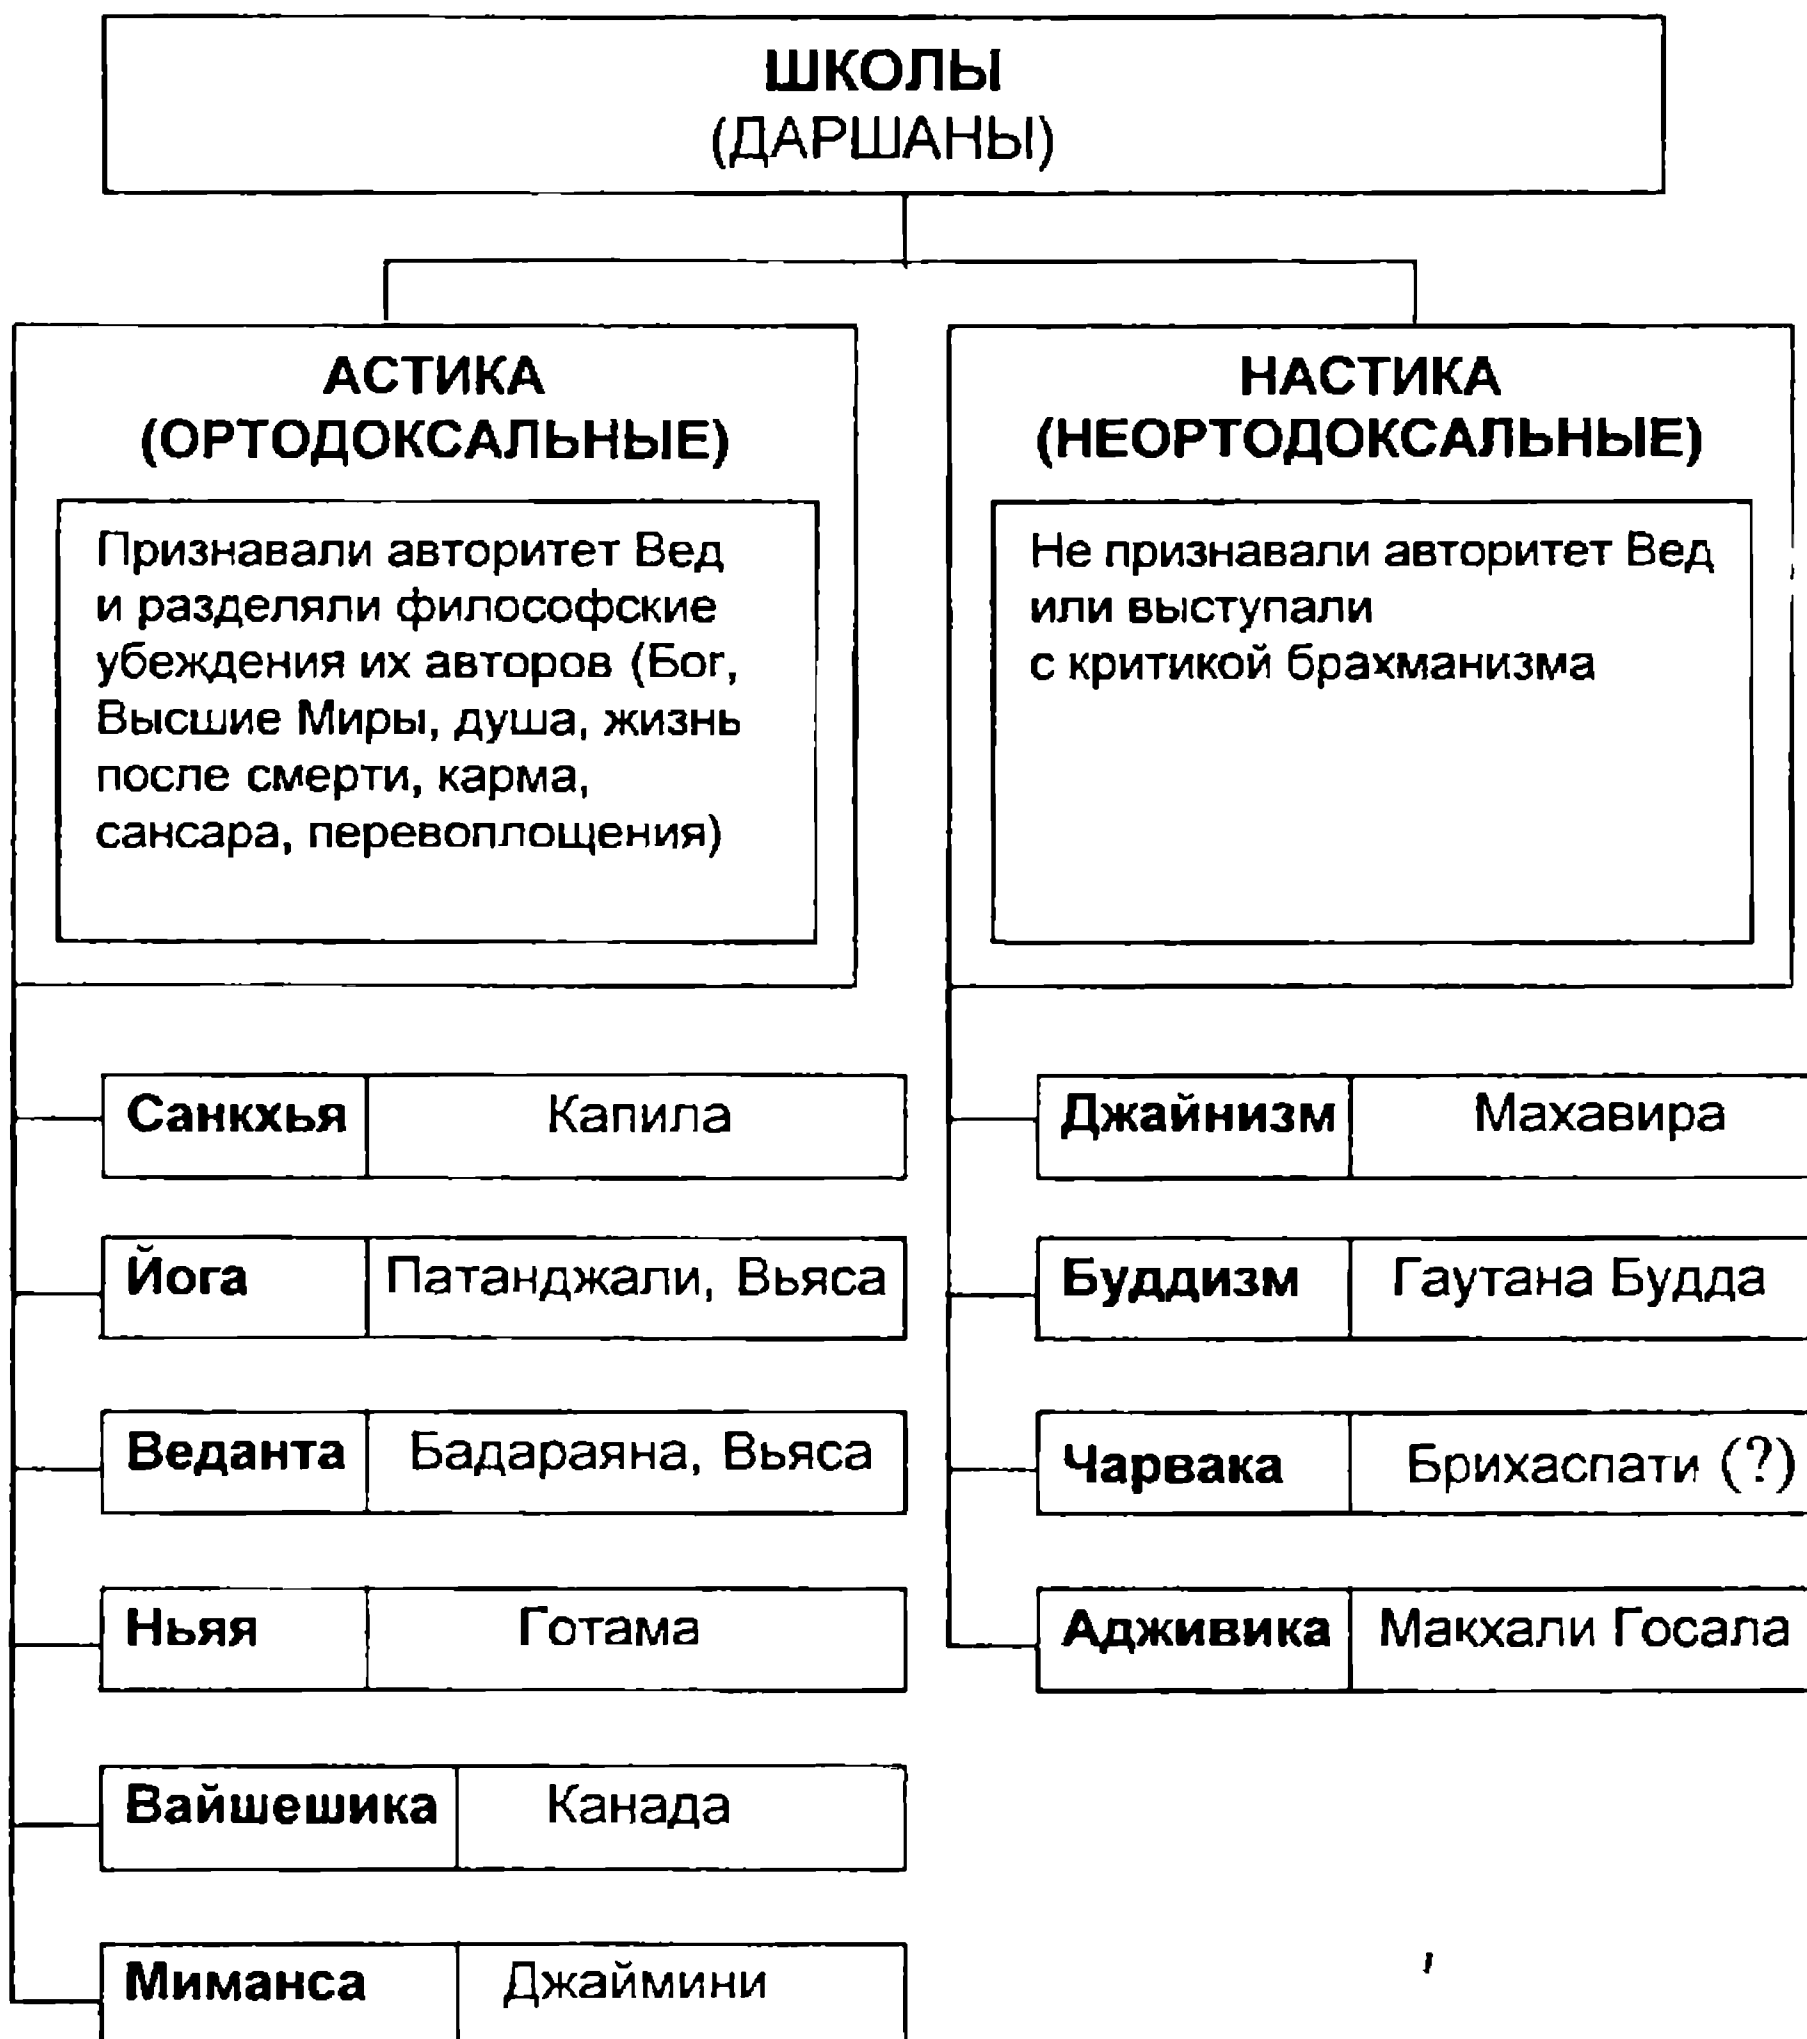 ШКОЛЫ
(ДАРШАНЫ)
АСТИКА
(ОРТОДОКСАЛЬНЫЕ)
Признавали авторитет Вед
и разделяли философские
убеждения их авторов (Бог,
Высшие Миры, душа, жизнь
после смерти, карма,
сансара, перевоплощения)
Санкхья Капила
Йога Патанджали, Вьяса
Веданта Бадараяна, Вьяса
Ньяя Готама
Вайшешика Канада
Миманса Джаймини
НАСТИКА
(НЕОРТОДОКСАЛЬНЫЕ)
Не признавали авторитет Вед
или выступали
с критикой брахманизма
Джайнизм Махавира
Буддизм Гаутана Будда
Чарвака Брихаспати (?)
Адживика Макхали Госала